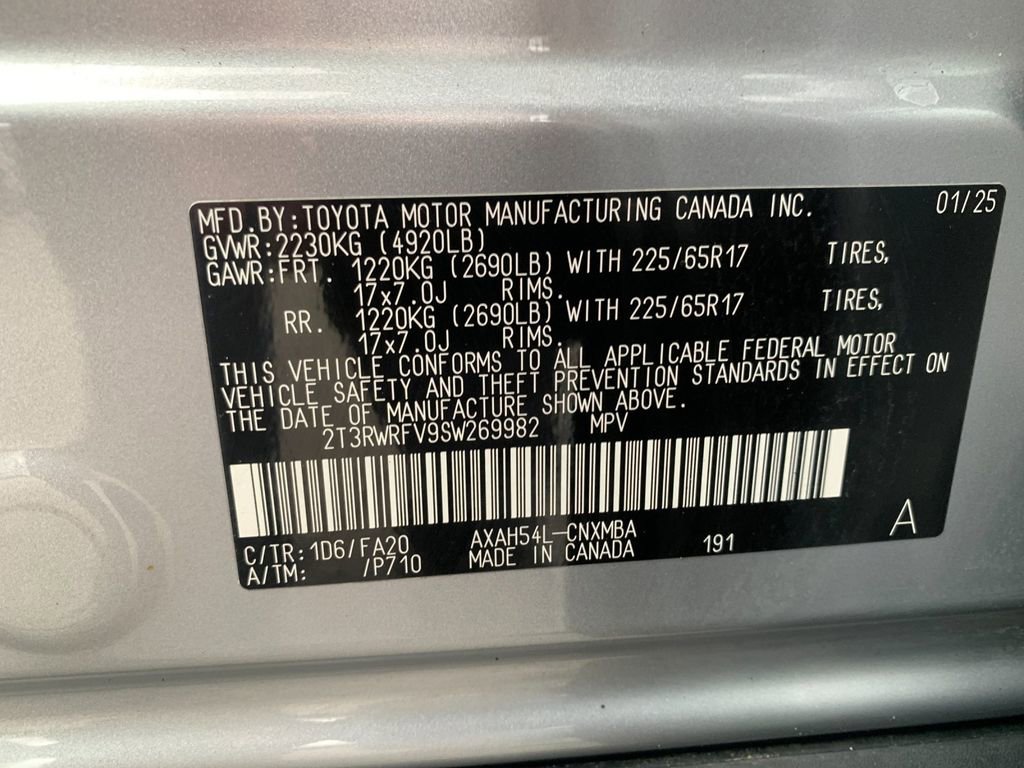 MFD.BY:TOYOTA MOTOR MANUFACTURING CANADA INC. 01/25
GVWR:2230KG (4920LB)
GAWR:FRT. 1220KG (2690LB) WITH 225/65R17 TIRES,
17x7.0J RIMS.
RR. 1220KG (2690LB) WITH 225/65R17 TIRES,
17x7.0J RIMS.
THIS VEHICLE CONFORMS TO ALL APPLICABLE FEDERAL MOTOR
VEHICLE SAFETY AND THEFT PREVENTION STANDARDS IN EFFECT ON
THE DATE OF MANUFACTURE SHOWN ABOVE.
2T3RWRFV9SW269982 MPV
C/TR:1D6/FA20 AXAH54L-CNXMBA 191 A
A/TM: /P710 MADE IN CANADA